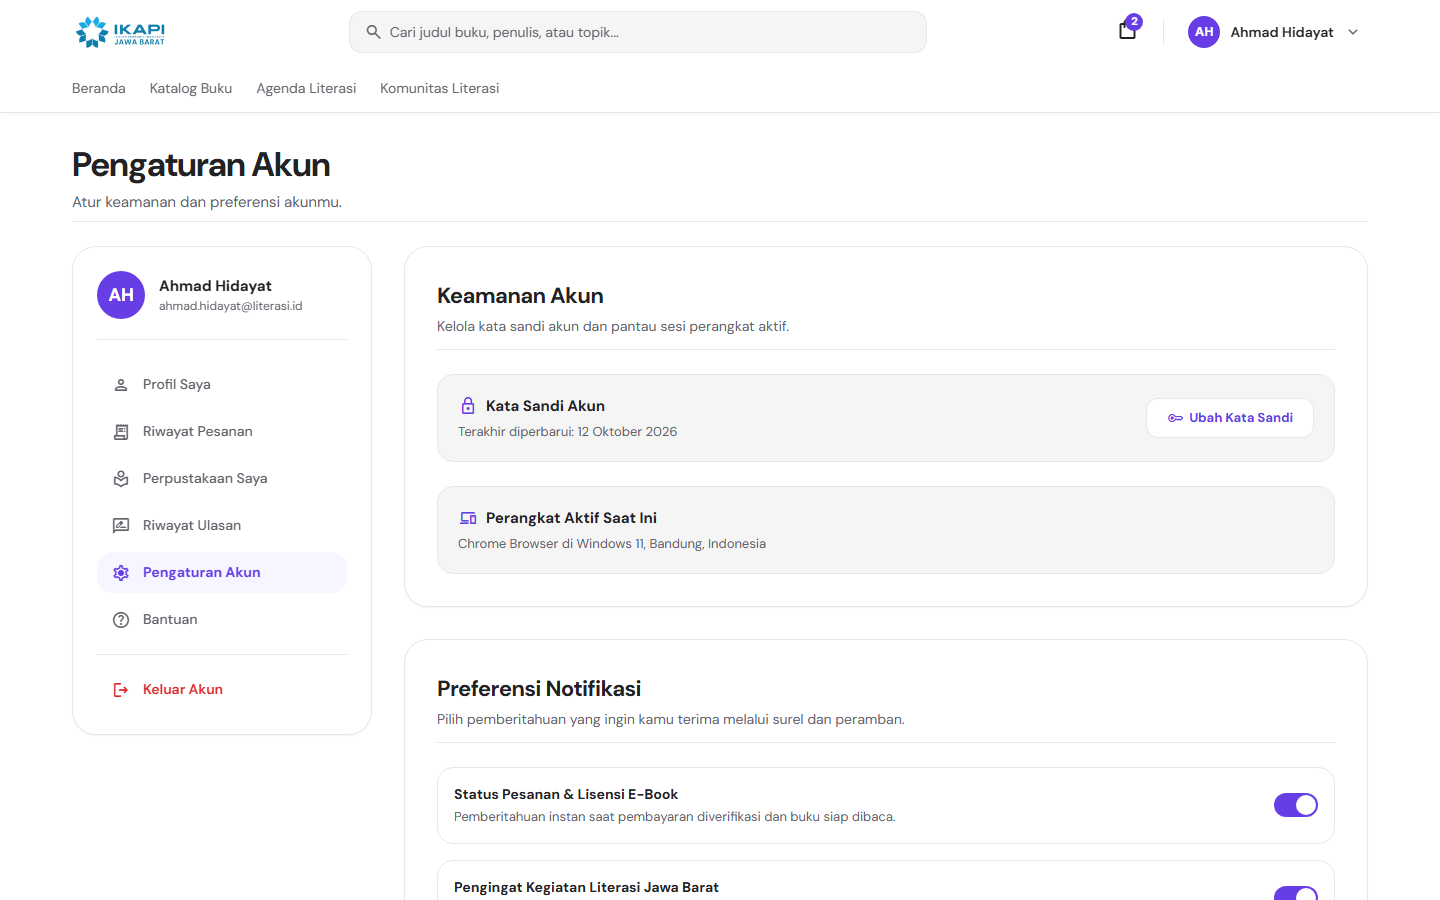 IKAPI
JAWA BARAT
Cari judul buku, penulis, atau topik...
2
AH
Ahmad Hidayat
Beranda
Katalog Buku
Agenda Literasi
Komunitas Literasi
Pengaturan Akun
Atur keamanan dan preferensi akunmu.
AH
Ahmad Hidayat
ahmad.hidayat@literasi.id
Profil Saya
Riwayat Pesanan
Perpustakaan Saya
Riwayat Ulasan
Pengaturan Akun
Bantuan
Keluar Akun
Keamanan Akun
Kelola kata sandi akun dan pantau sesi perangkat aktif.
Kata Sandi Akun
Terakhir diperbarui: 12 Oktober 2026
Ubah Kata Sandi
Perangkat Aktif Saat Ini
Chrome Browser di Windows 11, Bandung, Indonesia
Preferensi Notifikasi
Pilih pemberitahuan yang ingin kamu terima melalui surel dan peramban.
Status Pesanan & Lisensi E-Book
Pemberitahuan instan saat pembayaran diverifikasi dan buku siap dibaca.
Pengingat Kegiatan Literasi Jawa Barat